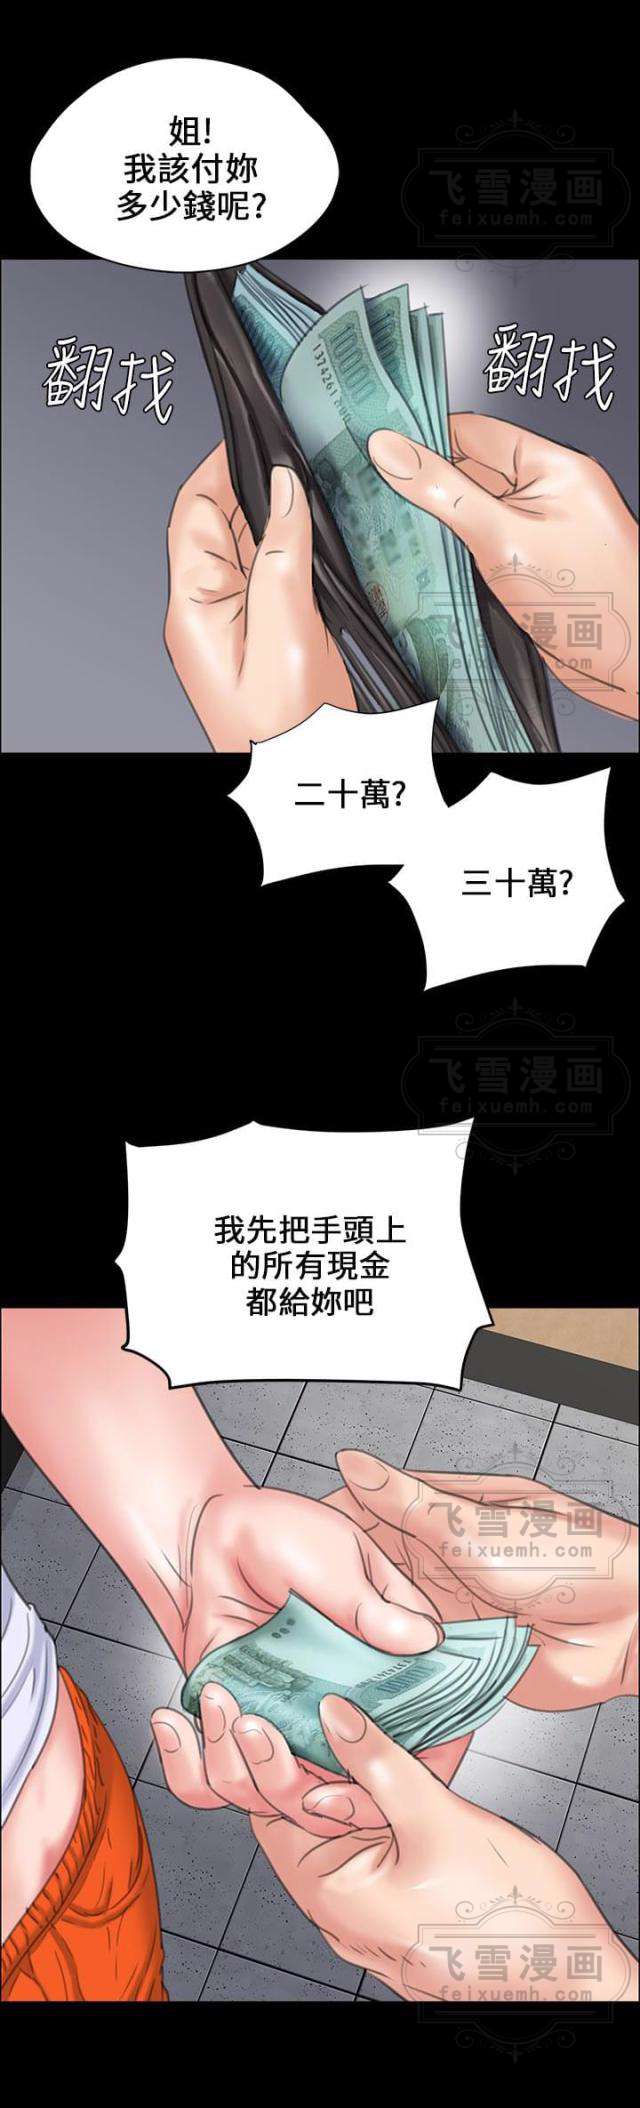 姐!
我該付妳
多少錢呢?
飞雪漫画
feixuemh.com
翻找
翻找
1374261
飞雪漫画
feixuemh.com
二十萬?
三十萬?
飞雪漫画
feixuemh.com
我先把手頭上
的所有現金
都給妳吧
飞雪漫画
feixuemh.com
飞雪漫画
feixuemh.com